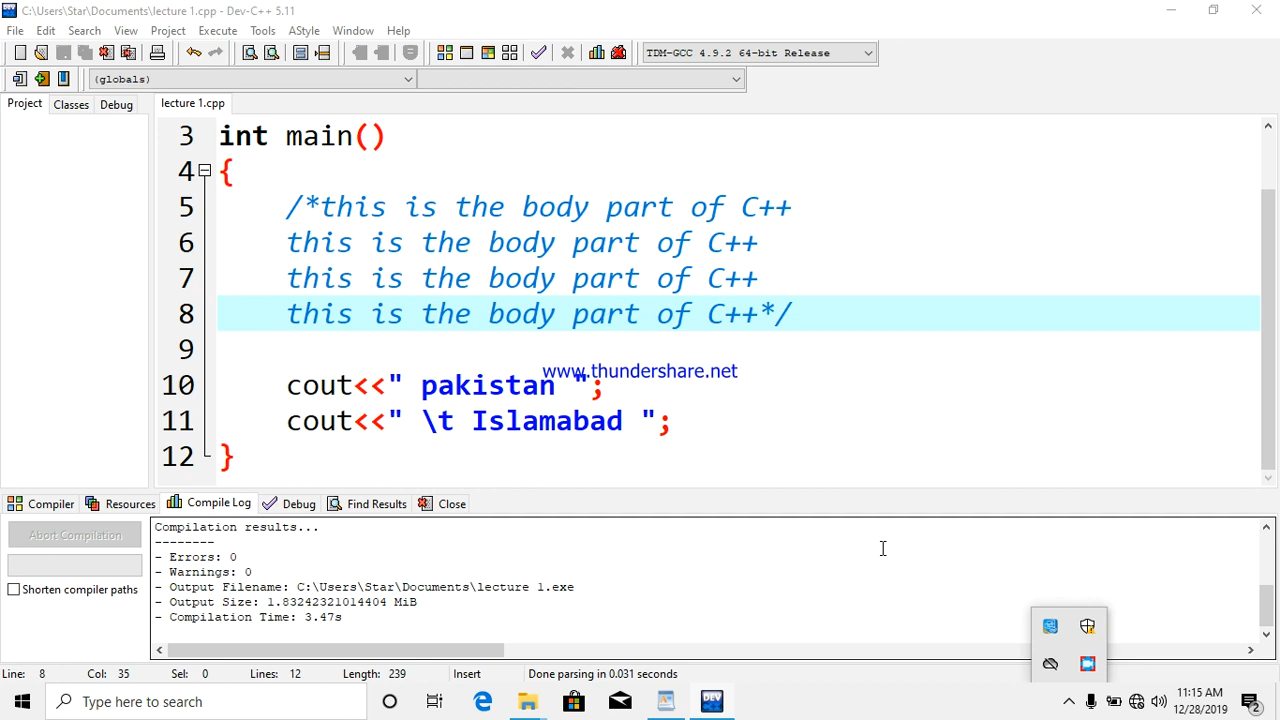 C:\Users\Star\Documents\lecture 1.cpp - Dev-C++ 5.11
File Edit Search View Project Execute Tools AStyle Window Help
TDM-GCC 4.9.2 64-bit Release
(globals)
Project Classes Debug lecture 1.cpp
3 int main()
4 {
5 /*this is the body part of C++
6 this is the body part of C++
7 this is the body part of C++
8 this is the body part of C++*/
9
www.thundershare.net
10 cout<<" pakistan ";
11 cout<<" \t Islamabad ";
12 }
Compiler Resources Compile Log Debug Find Results Close
Abort Compilation
Shorten compiler paths
Compilation results...
--------
- Errors: 0
- Warnings: 0
- Output Filename: C:\Users\Star\Documents\lecture 1.exe
- Output Size: 1.83242321014404 MiB
- Compilation Time: 3.47s
Line: 8 Col: 35 Sel: 0 Lines: 12 Length: 239 Insert Done parsing in 0.031 seconds
Type here to search
DEV
11:15 AM
12/28/2019
2